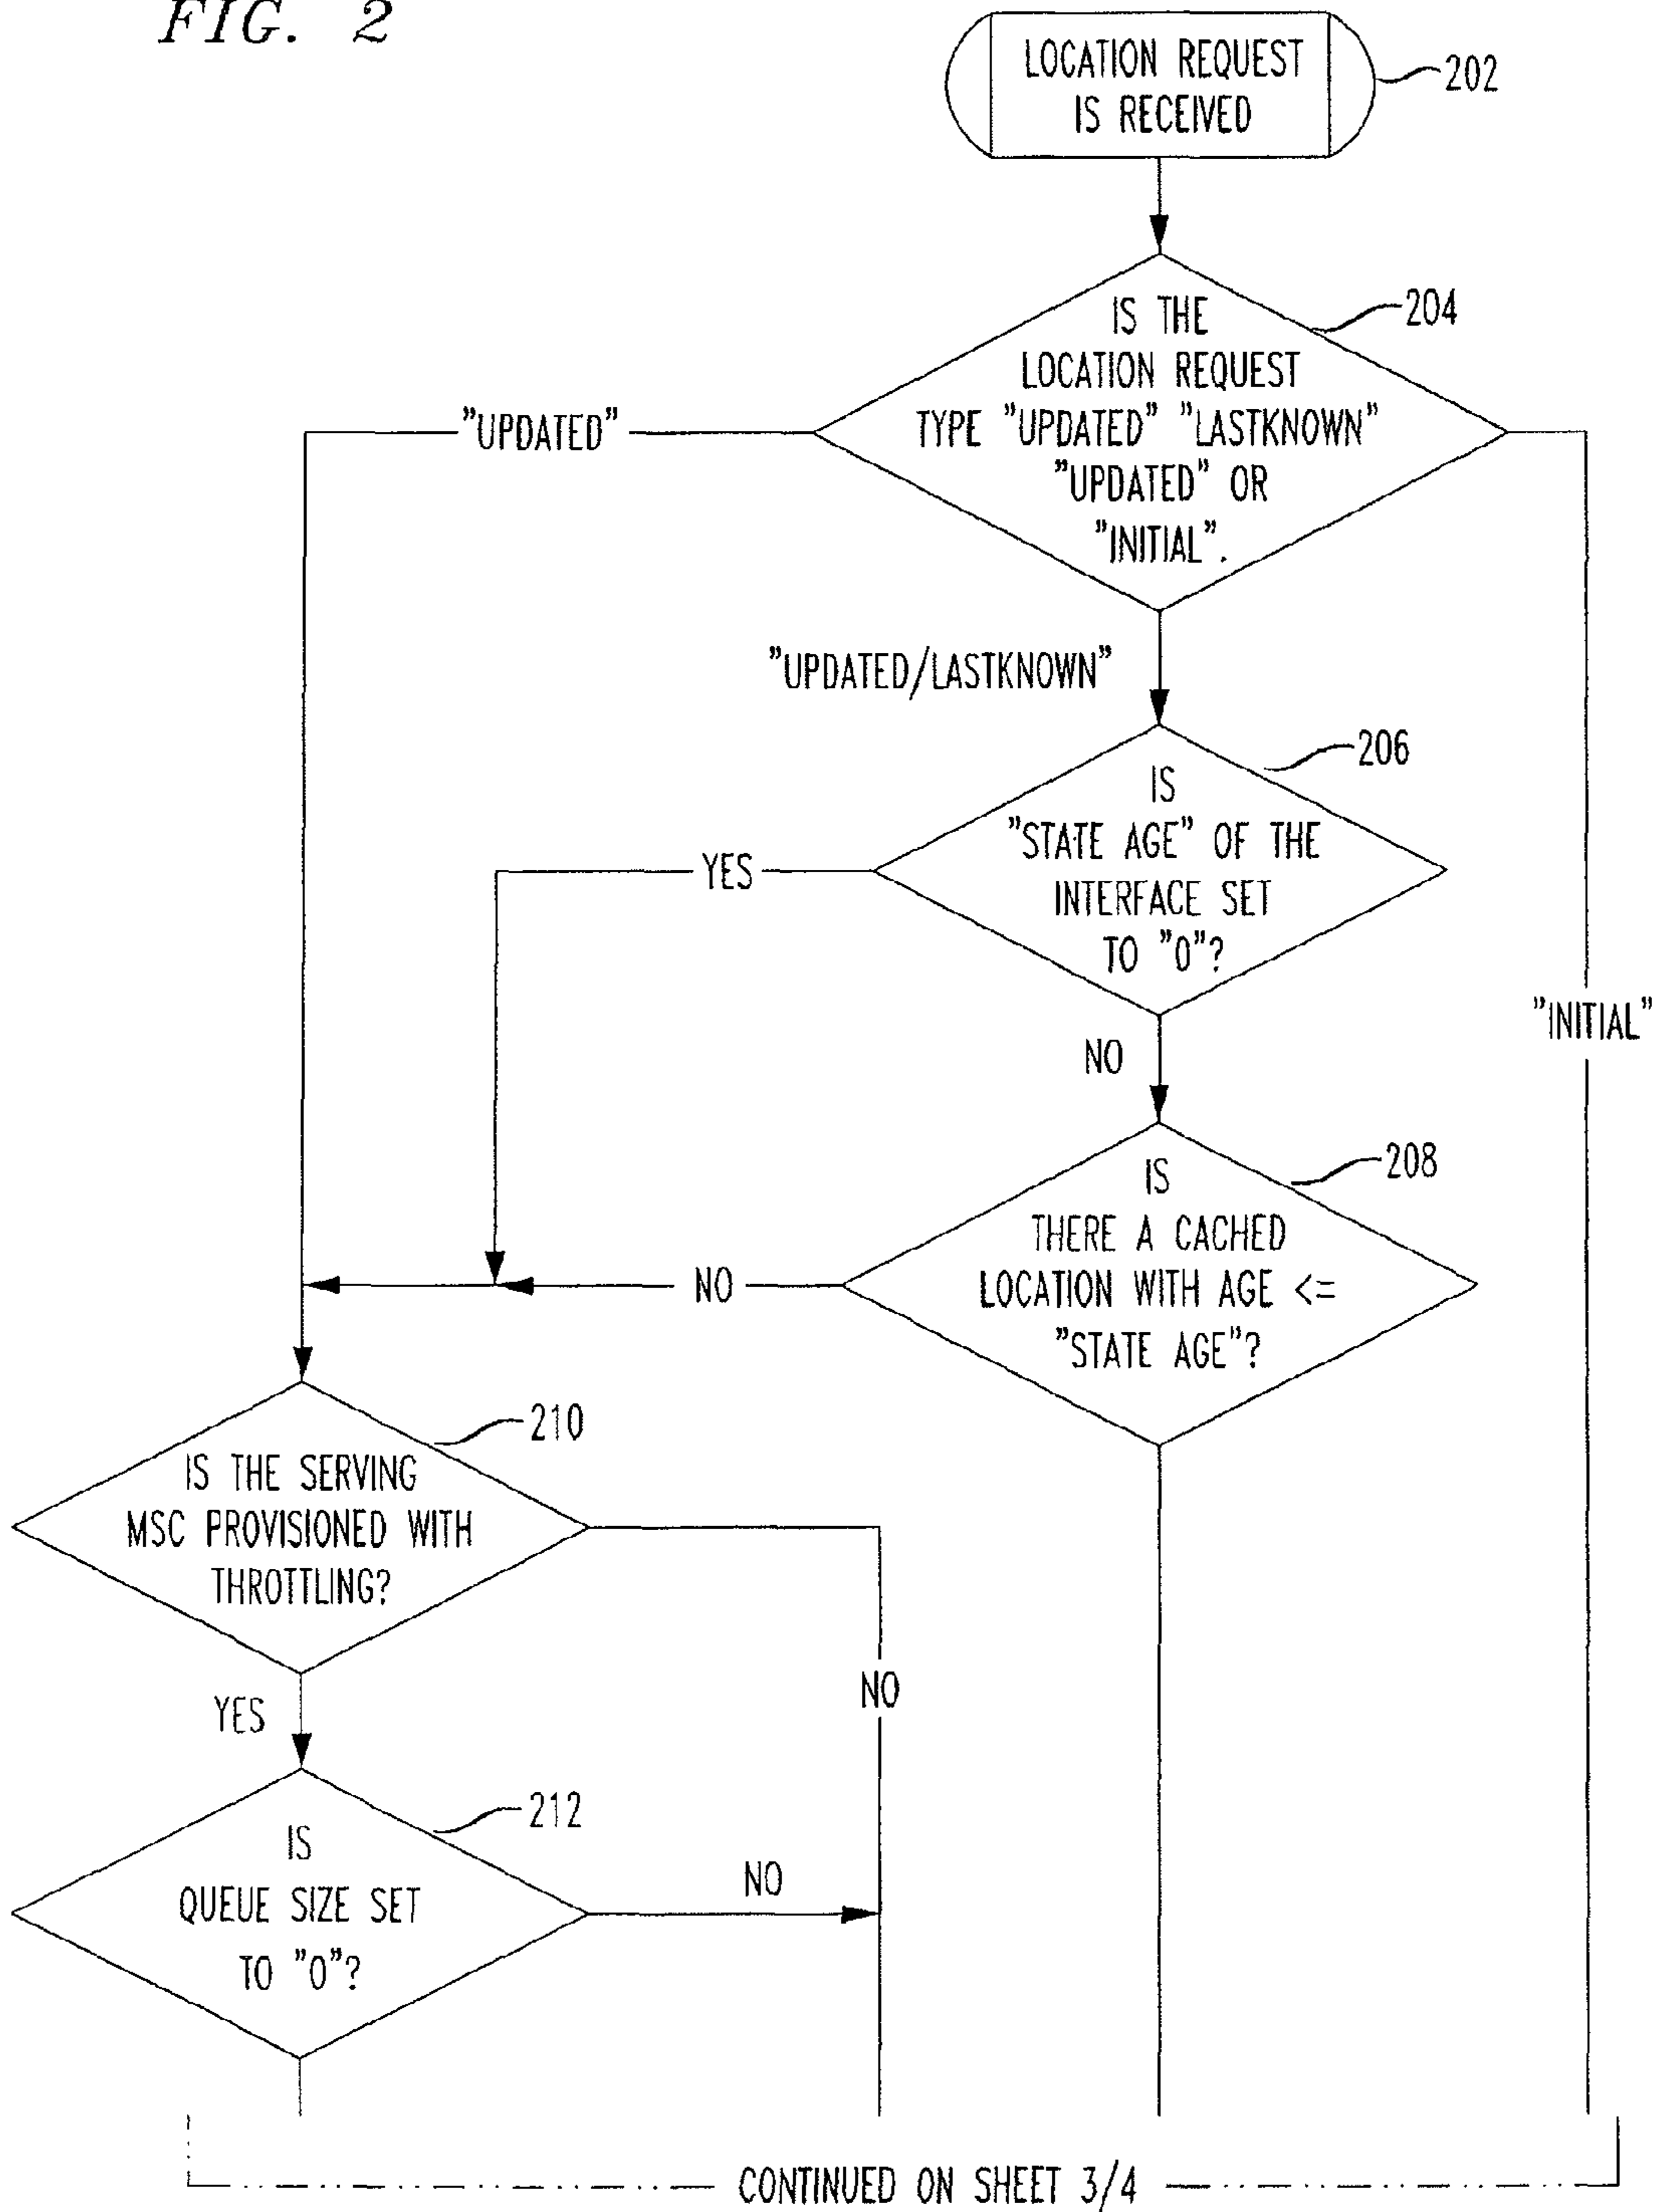 FIG. 2
LOCATION REQUEST
IS RECEIVED
202
IS THE
LOCATION REQUEST
TYPE "UPDATED" "LASTKNOWN"
"UPDATED" OR
"INITIAL".
204
"UPDATED"
"UPDATED/LASTKNOWN"
206
IS
"STATE AGE" OF THE
INTERFACE SET
TO "0"?
YES
"INITIAL"
NO
208
IS
THERE A CACHED
LOCATION WITH AGE <=
"STATE AGE"?
NO
210
IS THE SERVING
MSC PROVISIONED WITH
THROTTLING?
NO
YES
212
IS
QUEUE SIZE SET
TO "0"?
NO
CONTINUED ON SHEET 3/4